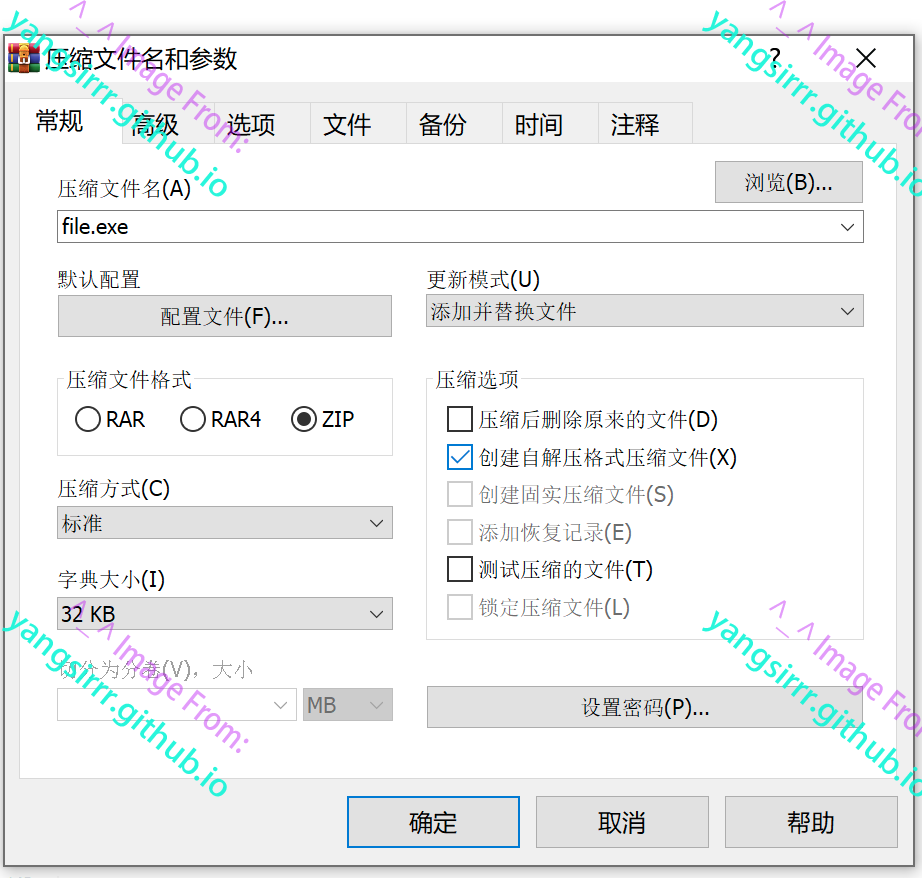 压缩文件名和参数 ?
常规 高级 选项 文件 备份 时间 注释
压缩文件名(A)
浏览(B)...
file.exe
默认配置
更新模式(U)
配置文件(F)...
添加并替换文件
压缩文件格式
压缩选项
RAR RAR4 ZIP
压缩后删除原来的文件(D)
创建自解压格式压缩文件(X)
压缩方式(C)
创建固实压缩文件(S)
标准
添加恢复记录(E)
测试压缩的文件(T)
字典大小(I)
32 KB
锁定压缩文件(L)
切分为分卷(V)，大小
MB
设置密码(P)...
确定 取消 帮助
^_^ Image From:
yangsirrr.github.io
^_^ Image From:
yangsirrr.github.io
^_^ Image From:
yangsirrr.github.io
^_^ Image From:
yangsirrr.github.io